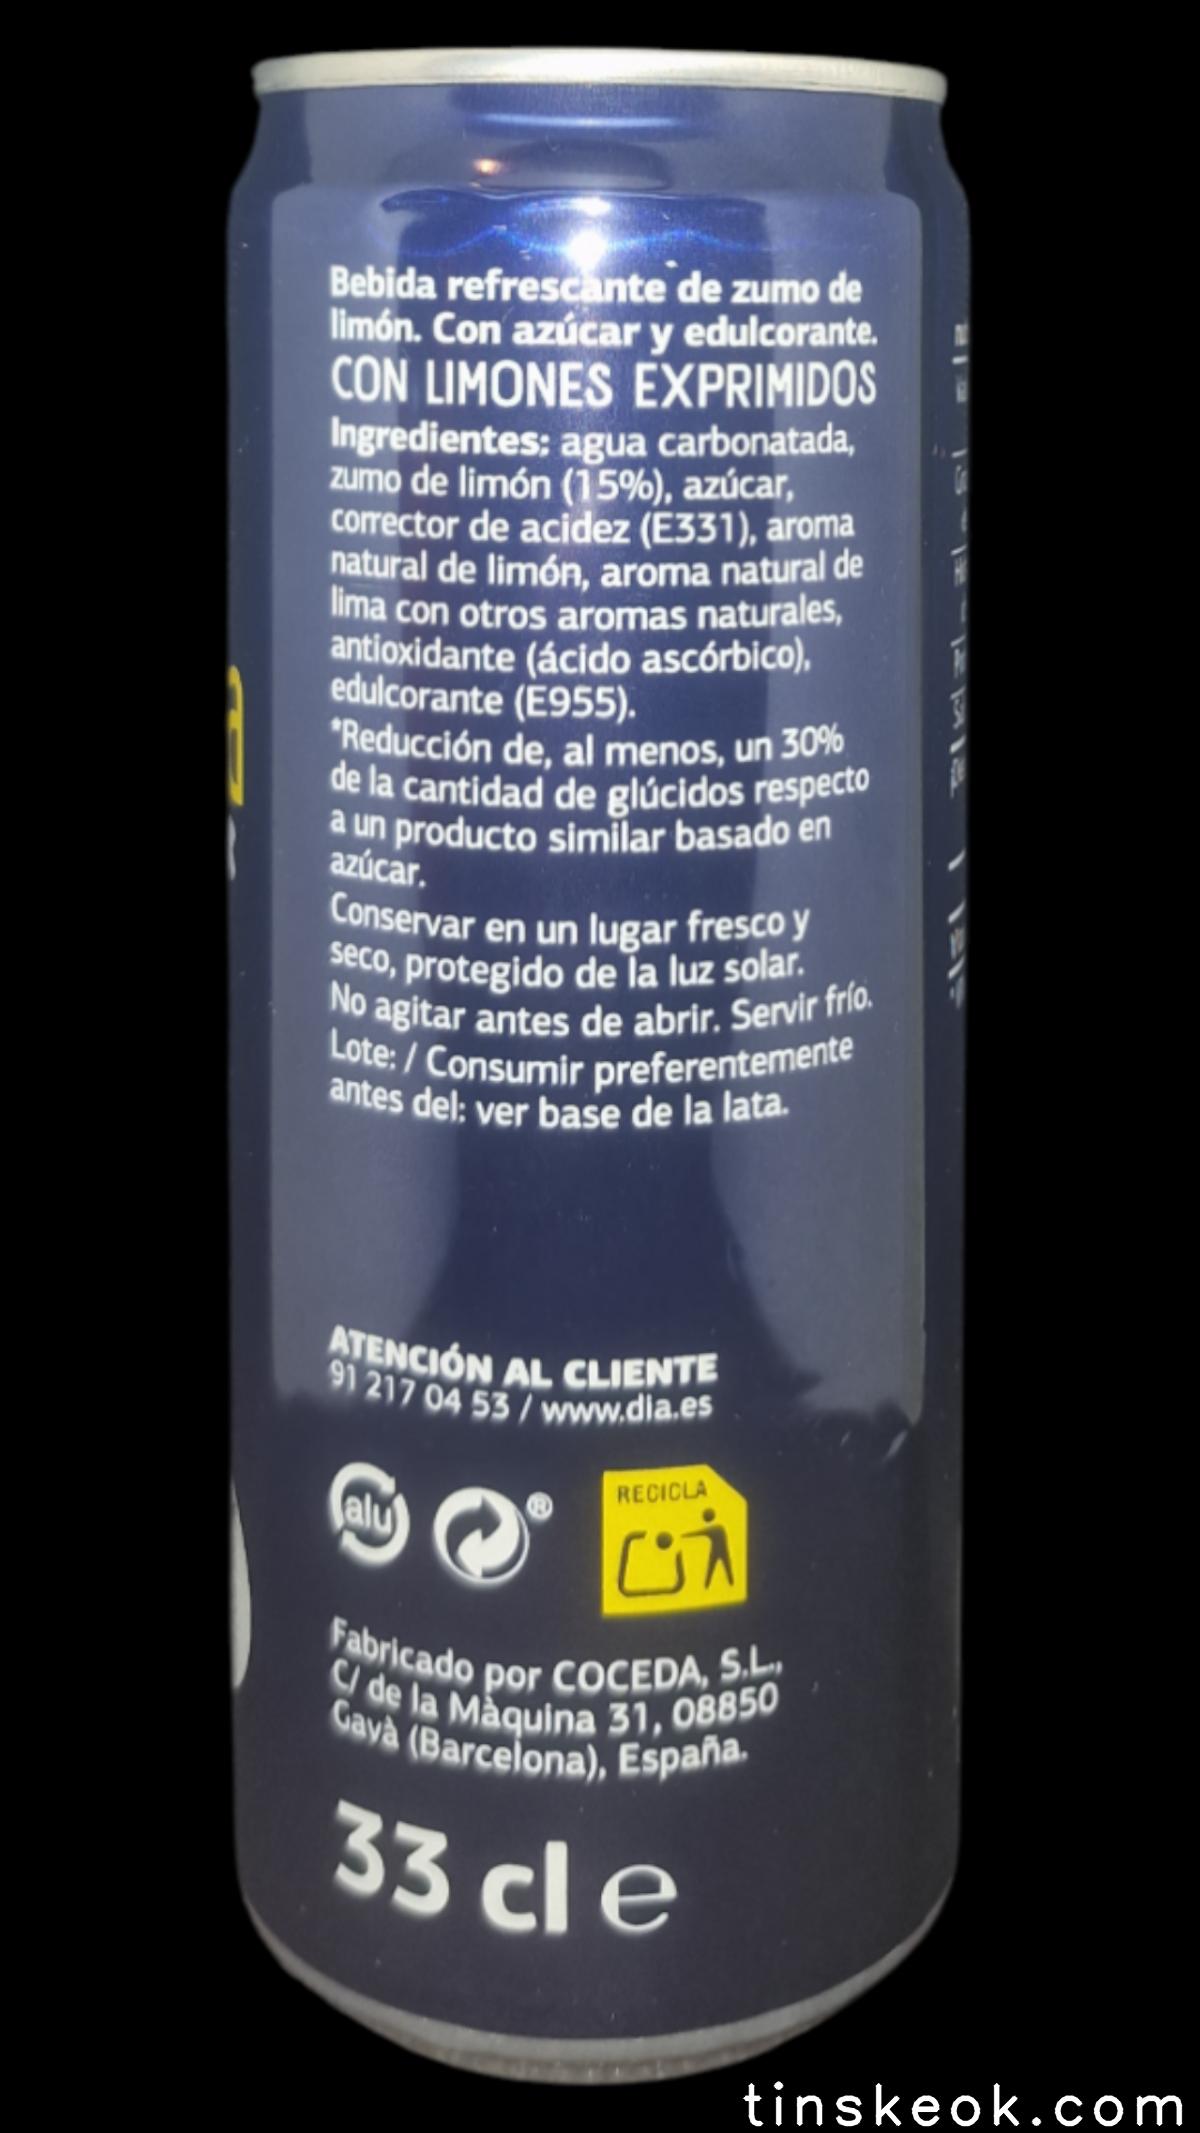 Bebida refrescante de zumo de
limón. Con azúcar y edulcorante.
CON LIMONES EXPRIMIDOS
Ingredientes: agua carbonatada,
zumo de limón (15%), azúcar,
corrector de acidez (E331), aroma
natural de limón, aroma natural de
lima con otros aromas naturales,
antioxidante (ácido ascórbico),
edulcorante (E955).
*Reducción de, al menos, un 30%
de la cantidad de glúcidos respecto
a un producto similar basado en
azúcar.
Conservar en un lugar fresco y
seco, protegido de la luz solar.
No agitar antes de abrir. Servir frío.
Lote: / Consumir preferentemente
antes del: ver base de la lata.
ATENCIÓN AL CLIENTE
91 217 04 53 / www.dia.es
alu
®
RECICLA
Fabricado por COCEDA, S.L.,
C/ de la Màquina 31, 08850
Gavà (Barcelona), España.
33 cl e
tinskeok.com